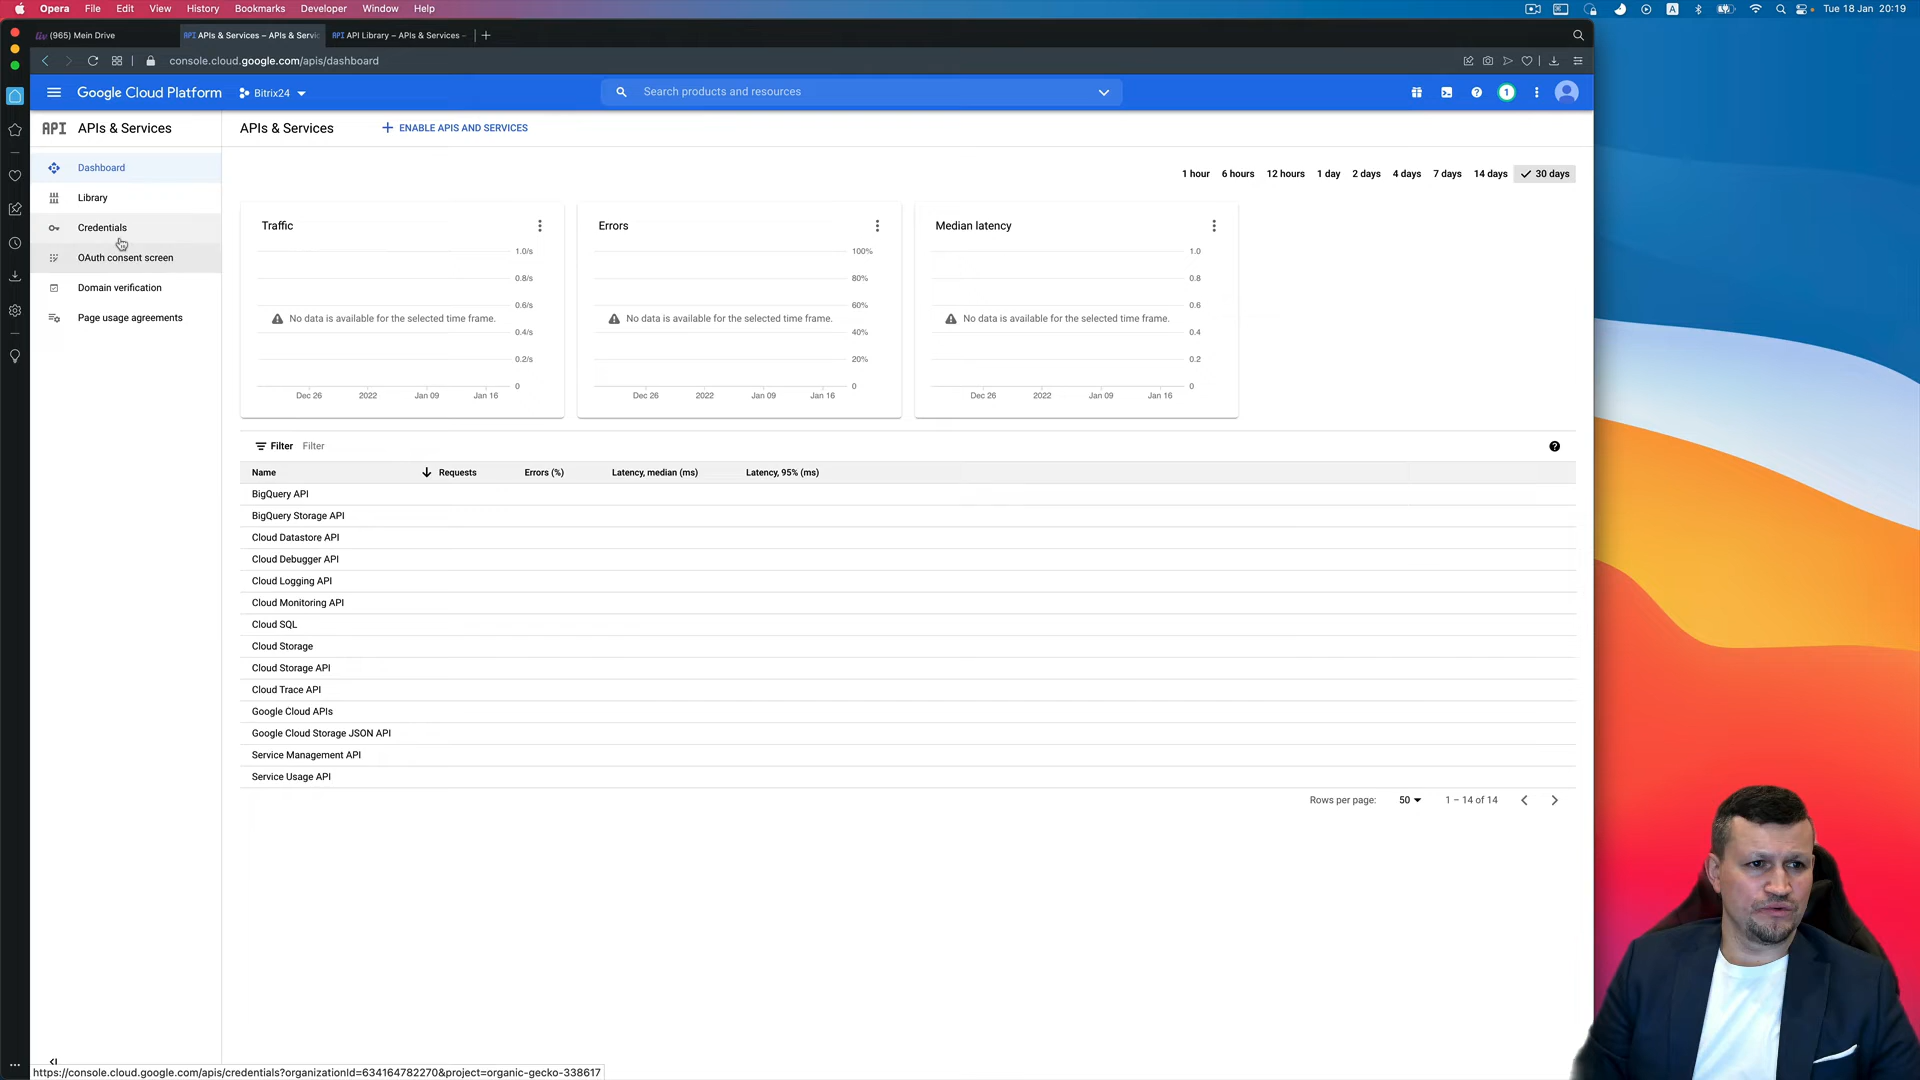 Opera File Edit View History Bookmarks Developer Window Help
A
Tue 18 Jan 20:19
liv (965) Mein Drive
API APIs & Services – APIs & Servic
API API Library – APIs & Services –
console.cloud.google.com/apis/dashboard
Google Cloud Platform
Bitrix24
Search products and resources
1
API APIs & Services
APIs & Services
ENABLE APIS AND SERVICES
Dashboard
Library
Credentials
OAuth consent screen
Domain verification
Page usage agreements
1 hour 6 hours 12 hours 1 day 2 days 4 days 7 days 14 days 30 days
Traffic
1.0/s
0.8/s
0.6/s
No data is available for the selected time frame.
0.4/s
0.2/s
0
Dec 26 2022 Jan 09 Jan 16
Errors
100%
80%
60%
No data is available for the selected time frame.
40%
20%
0
Dec 26 2022 Jan 09 Jan 16
Median latency
1.0
0.8
0.6
No data is available for the selected time frame.
0.4
0.2
0
Dec 26 2022 Jan 09 Jan 16
Filter Filter
Name Requests Errors (%) Latency, median (ms) Latency, 95% (ms)
BigQuery API
BigQuery Storage API
Cloud Datastore API
Cloud Debugger API
Cloud Logging API
Cloud Monitoring API
Cloud SQL
Cloud Storage
Cloud Storage API
Cloud Trace API
Google Cloud APIs
Google Cloud Storage JSON API
Service Management API
Service Usage API
Rows per page: 50 1 – 14 of 14
https://console.cloud.google.com/apis/credentials?organizationId=634164782270&project=organic-gecko-338617